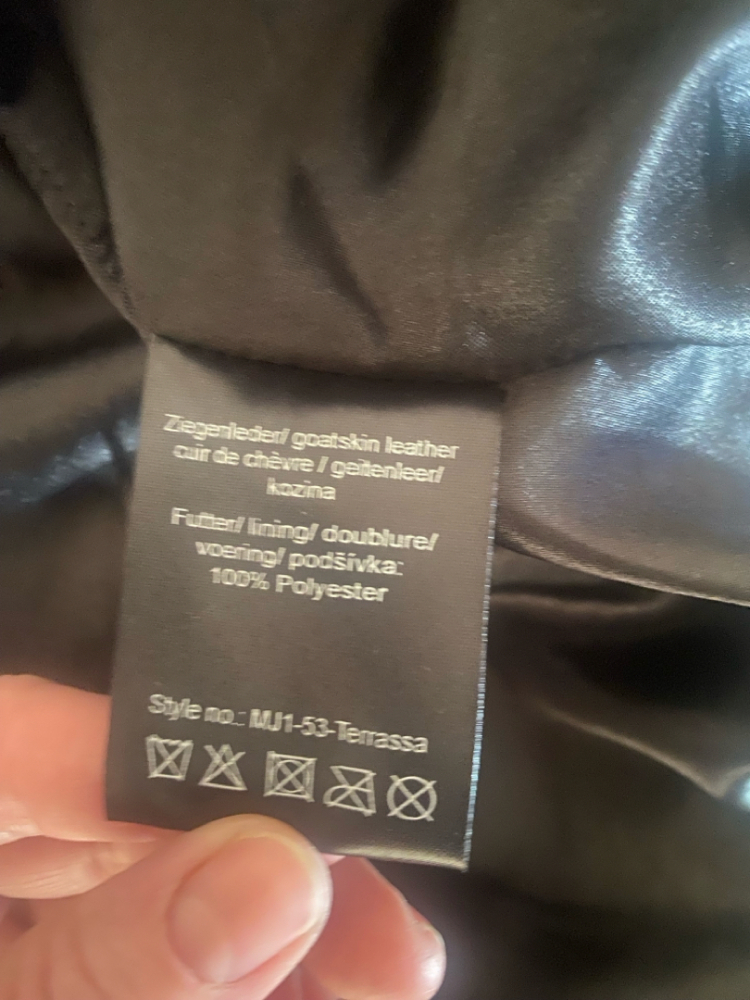 Ziegenleder/ goatskin leather
cuir de chèvre / geitenleer/
kozina
Futter/ lining/ doublure/
voering/ podšívka:
100% Polyester
Style no.: MJ1-53-Terrassa